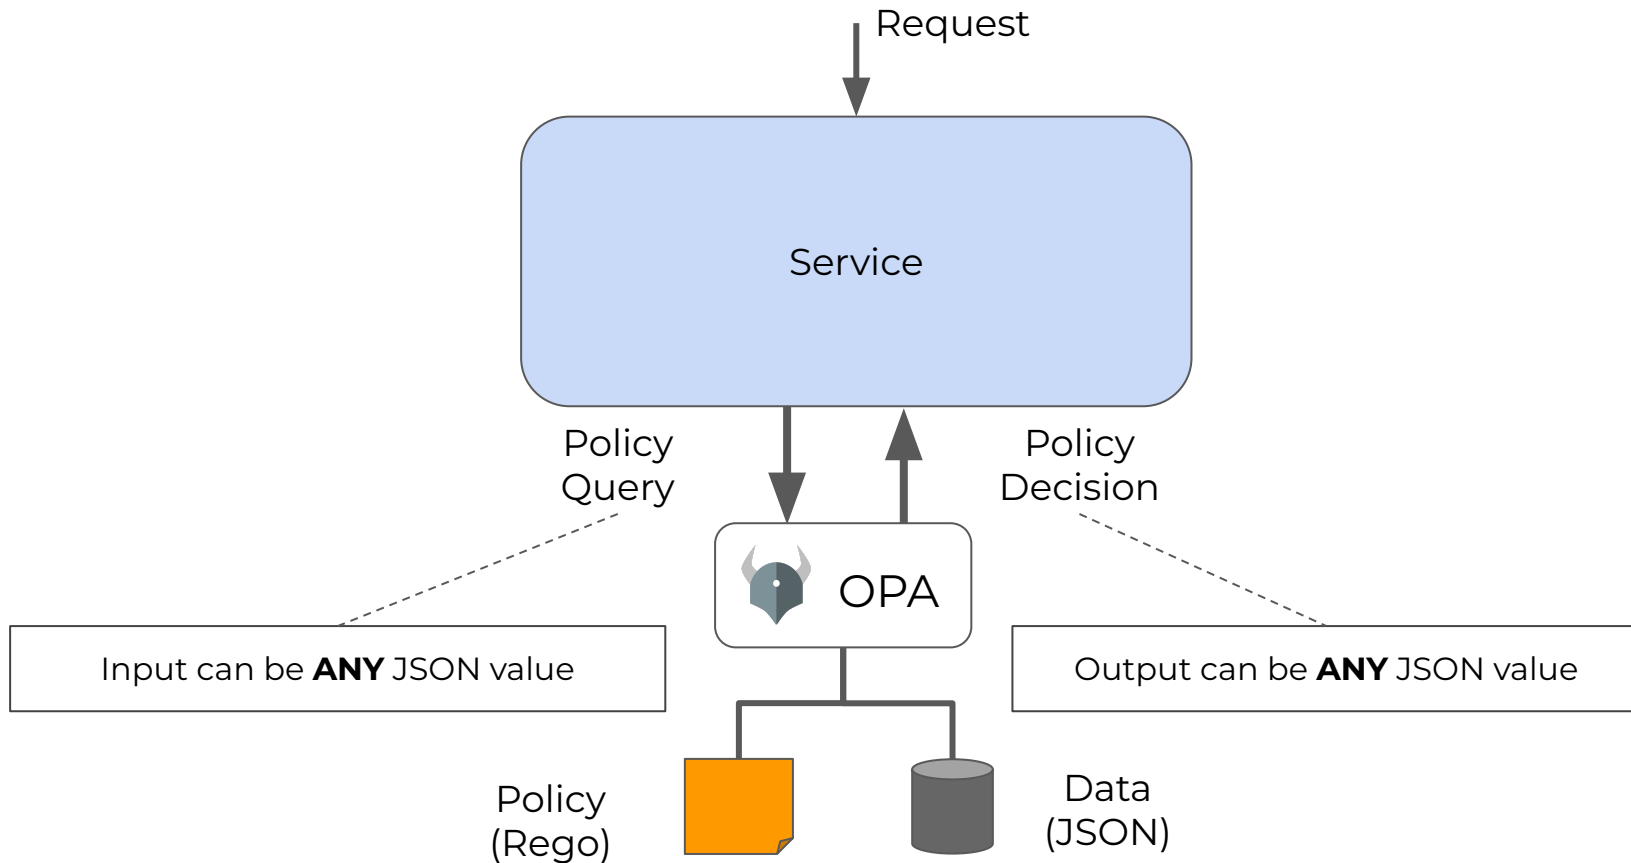 Request
Service
Policy
Query
Policy
Decision
OPA
Input can be ANY JSON value
Output can be ANY JSON value
Policy
(Rego)
Data
(JSON)